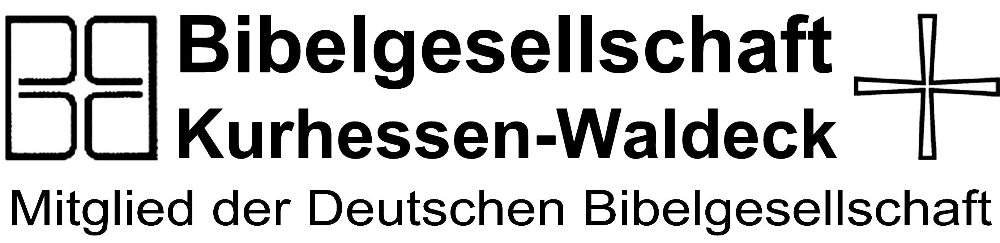 Bibelgesellschaft
Kurhessen-Waldeck
Mitglied der Deutschen Bibelgesellschaft